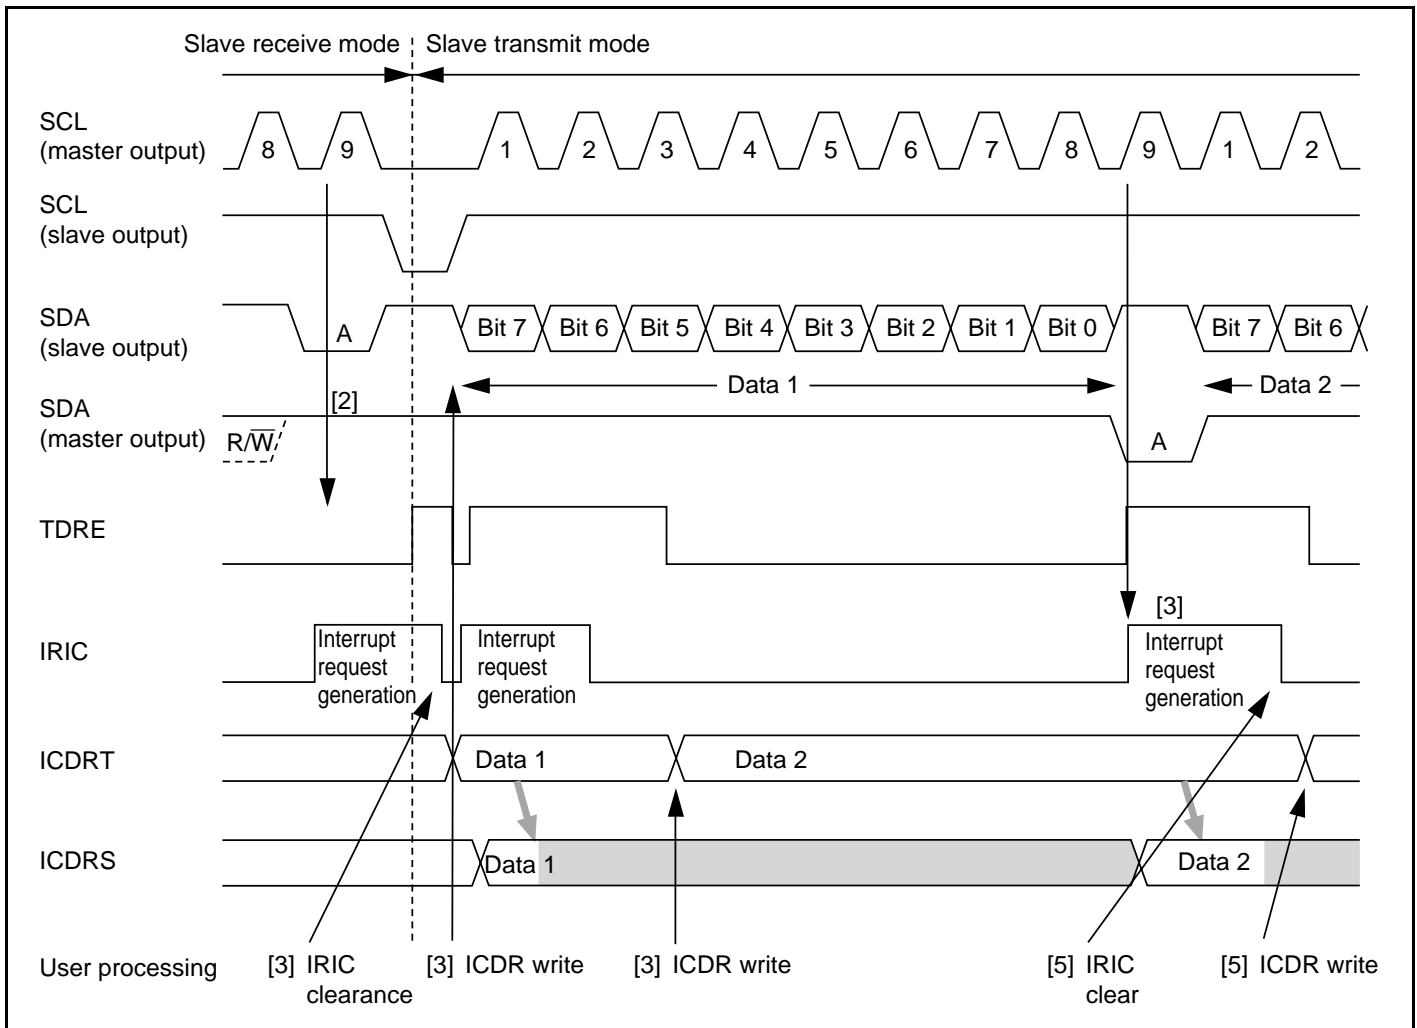 Slave receive mode Slave transmit mode
SCL
(master output) 8 9 1 2 3 4 5 6 7 8 9 1 2
SCL
(slave output)
SDA
(slave output) A Bit 7 Bit 6 Bit 5 Bit 4 Bit 3 Bit 2 Bit 1 Bit 0 Bit 7 Bit 6
Data 1 Data 2
[2]
SDA
(master output) R/W̅ A
TDRE
[3]
IRIC
Interrupt
request
generation
Interrupt
request
generation
Interrupt
request
generation
ICDRT Data 1 Data 2
ICDRS Data 1 Data 2
User processing
[3] IRIC
clearance
[3] ICDR write
[3] ICDR write
[5] IRIC
clear
[5] ICDR write